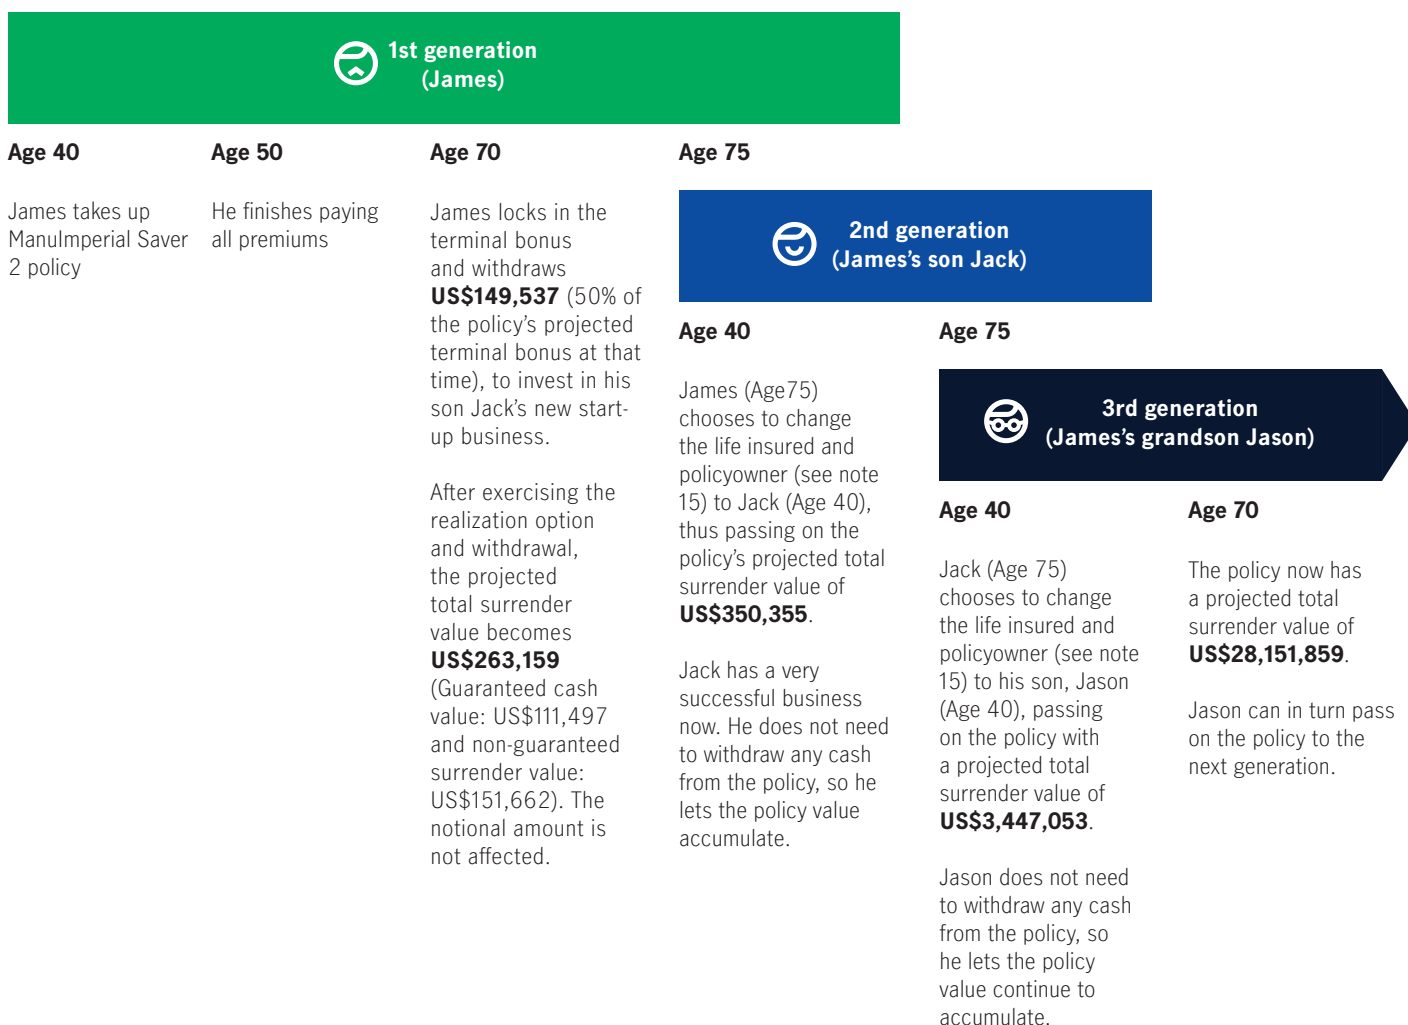 1st generation
(James)
Age 40
James takes up
ManuImperial Saver
2 policy
Age 50
He finishes paying
all premiums
Age 70
James locks in the
terminal bonus
and withdraws
US$149,537 (50% of
the policy’s projected
terminal bonus at that
time), to invest in his
son Jack’s new start-
up business.
After exercising the
realization option
and withdrawal,
the projected
total surrender
value becomes
US$263,159
(Guaranteed cash
value: US$111,497
and non-guaranteed
surrender value:
US$151,662). The
notional amount is
not affected.
Age 75
2nd generation
(James’s son Jack)
Age 40
James (Age75)
chooses to change
the life insured and
policyowner (see note
15) to Jack (Age 40),
thus passing on the
policy’s projected total
surrender value of
US$350,355.
Jack has a very
successful business
now. He does not need
to withdraw any cash
from the policy, so he
lets the policy value
accumulate.
Age 75
3rd generation
(James’s grandson Jason)
Age 40
Jack (Age 75)
chooses to change
the life insured and
policyowner (see note
15) to his son, Jason
(Age 40), passing
on the policy with
a projected total
surrender value of
US$3,447,053.
Jason does not need
to withdraw any cash
from the policy, so
he lets the policy
value continue to
accumulate.
Age 70
The policy now has
a projected total
surrender value of
US$28,151,859.
Jason can in turn pass
on the policy to the
next generation.